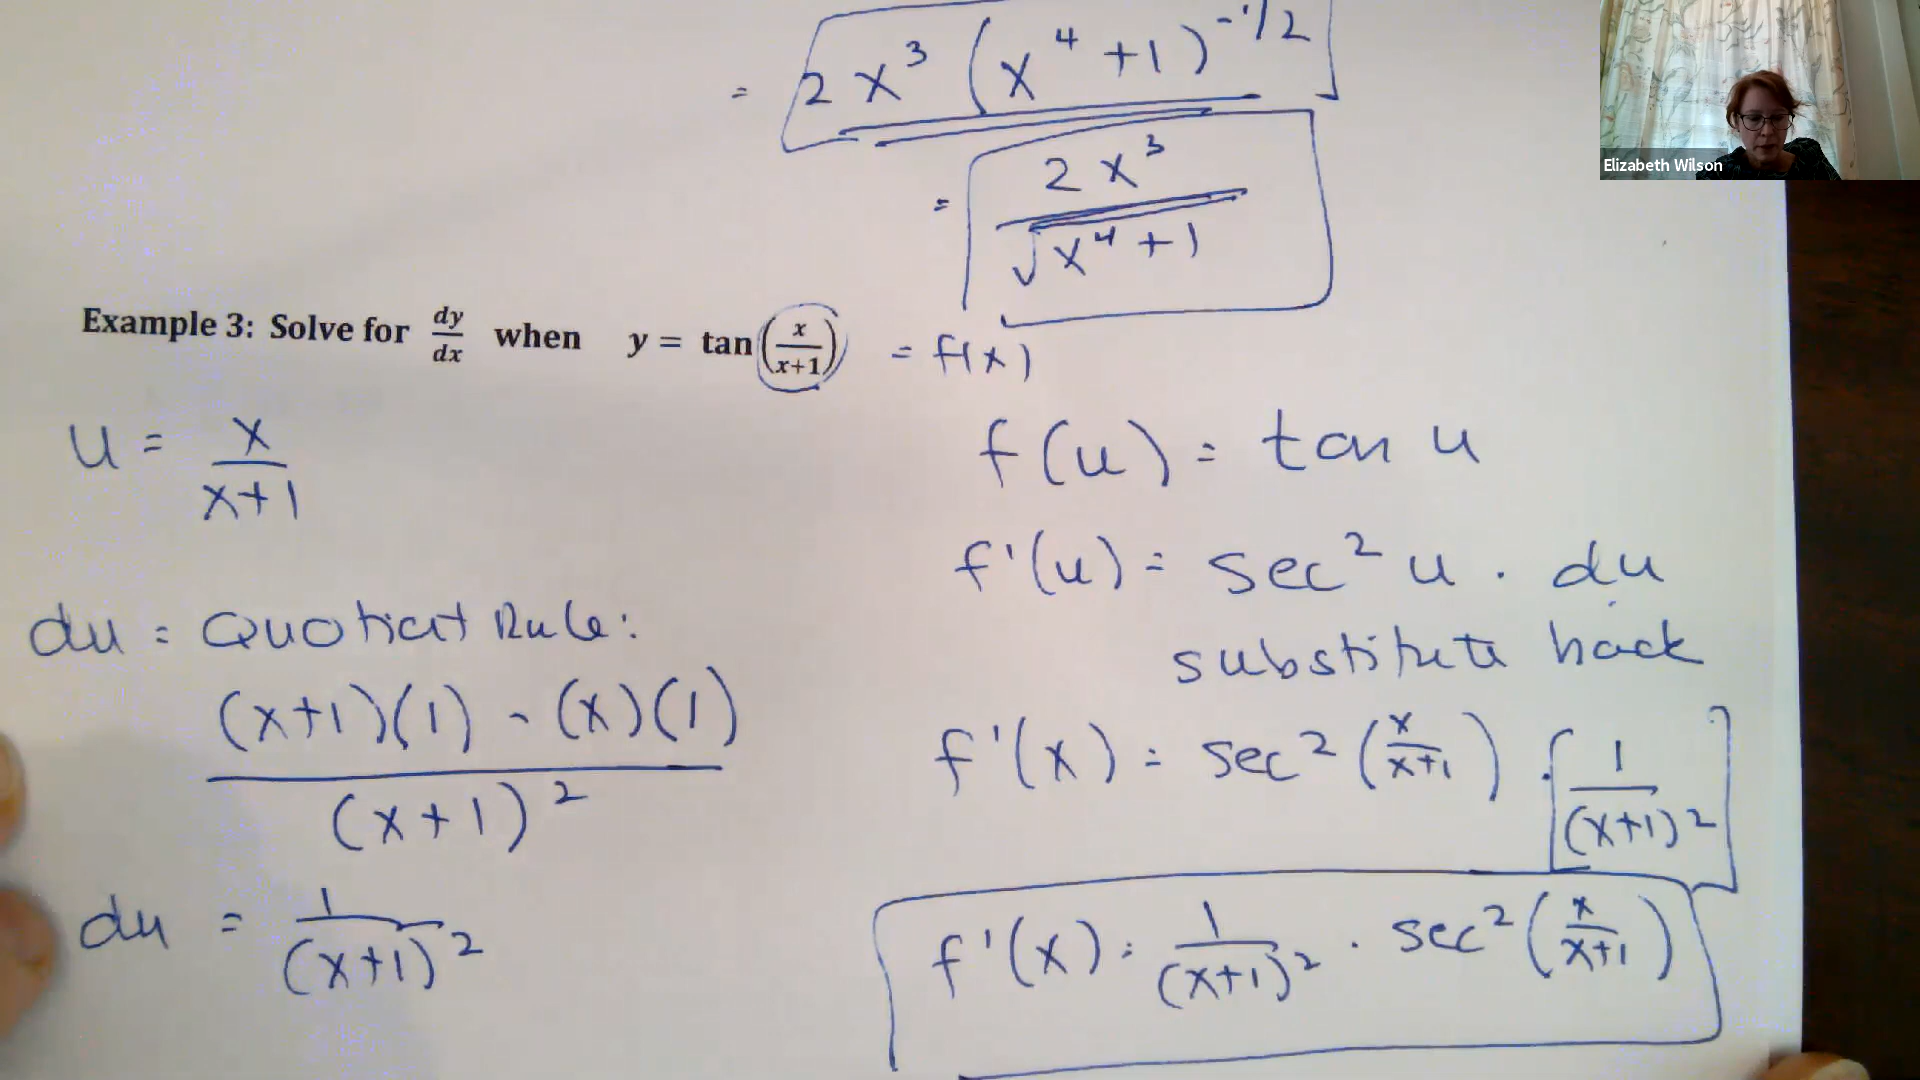 = 2x³(x⁴+1)^(-1/2)
Elizabeth Wilson
= 2x³/√(x⁴+1)
Example 3: Solve for dy/dx when y = tan(x/(x+1)) = f(x)
u = x/(x+1)
f(u) = tan u
f'(u) = sec² u · du
du = Quotient Rule:
substitute back
((x+1)(1) - (x)(1))/(x+1)²
f'(x) = sec²(x/(x+1)) · [1/(x+1)²]
du = 1/(x+1)²
f'(x) = 1/(x+1)² · sec²(x/(x+1))